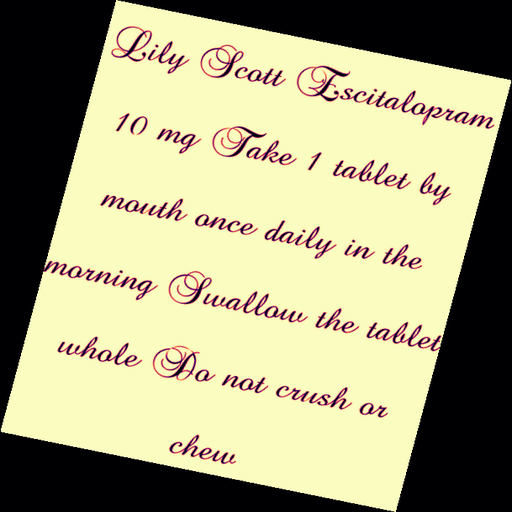 Lily Scott Escitalopram
10 mg Take 1 tablet by
mouth once daily in the
morning Swallow the tablet
whole Do not crush or
chew